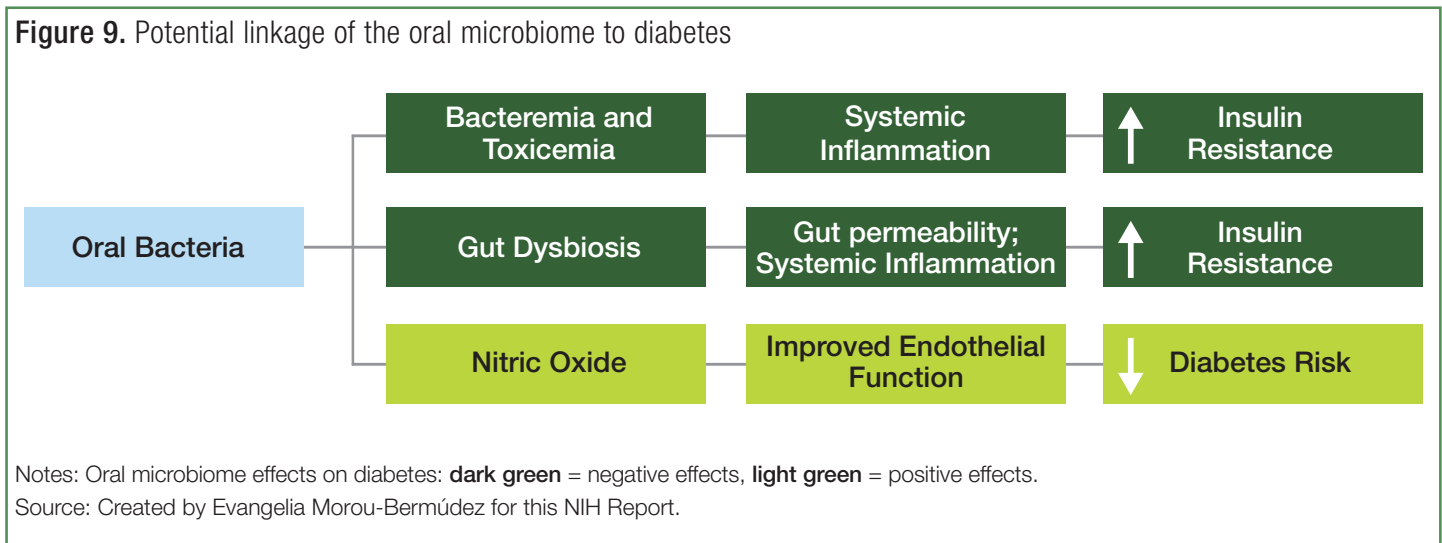 Figure 9. Potential linkage of the oral microbiome to diabetes
Oral Bacteria
Bacteremia and
Toxicemia
Systemic
Inflammation
Insulin
Resistance
Gut Dysbiosis
Gut permeability;
Systemic Inflammation
Insulin
Resistance
Nitric Oxide
Improved Endothelial
Function
Diabetes Risk
Notes: Oral microbiome effects on diabetes: dark green = negative effects, light green = positive effects.
Source: Created by Evangelia Morou-Bermúdez for this NIH Report.